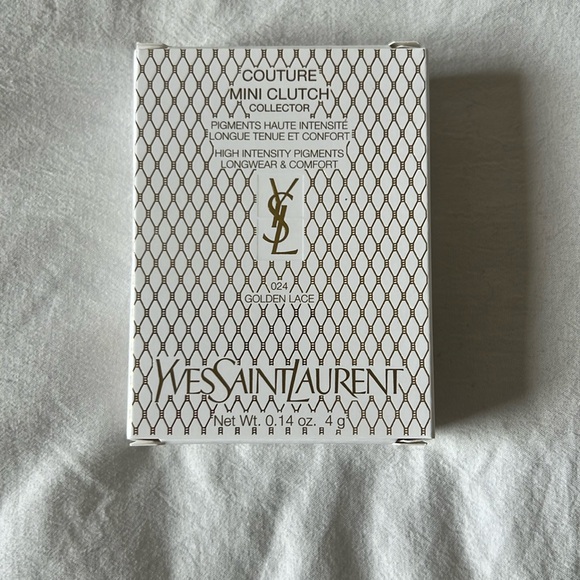 COUTURE
MINI CLUTCH
COLLECTOR
PIGMENTS HAUTE INTENSITÉ
LONGUE TENUE ET CONFORT
HIGH INTENSITY PIGMENTS
LONGWEAR & COMFORT
YSL
024
GOLDEN LACE
YVESSAINTLAURENT
Net Wt. 0.14 oz. 4 g